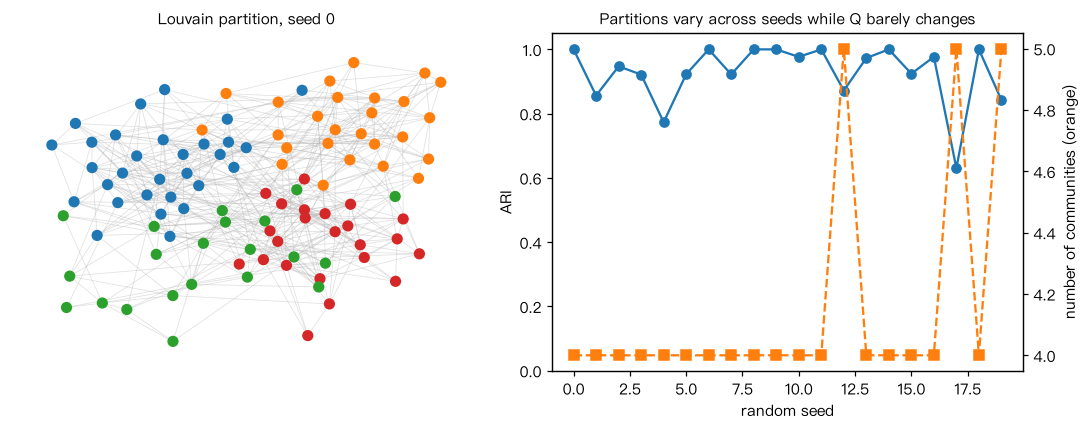 Louvain partition, seed 0
Partitions vary across seeds while Q barely changes
1.0
0.8
0.6
0.4
0.2
0.0
ARI
5.0
4.8
4.6
4.4
4.2
4.0
number of communities (orange)
0.0 2.5 5.0 7.5 10.0 12.5 15.0 17.5
random seed